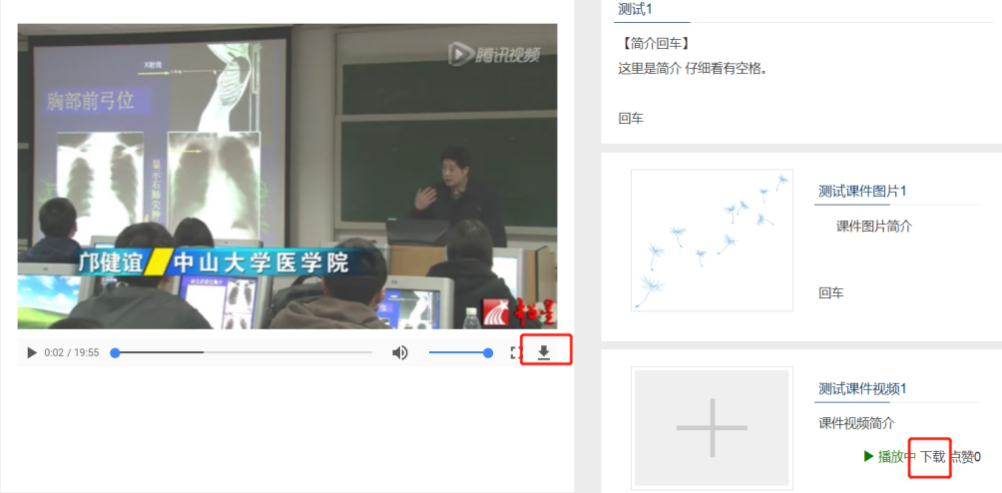 腾讯视频
X射线
胸部前弓位
邝健谊 中山大学医学院
0:02 / 19:55
测试1
【简介回车】
这里是简介 仔细看有空格。
回车
测试课件图片1
课件图片简介
回车
测试课件视频1
课件视频简介
播放中 下载 点赞0